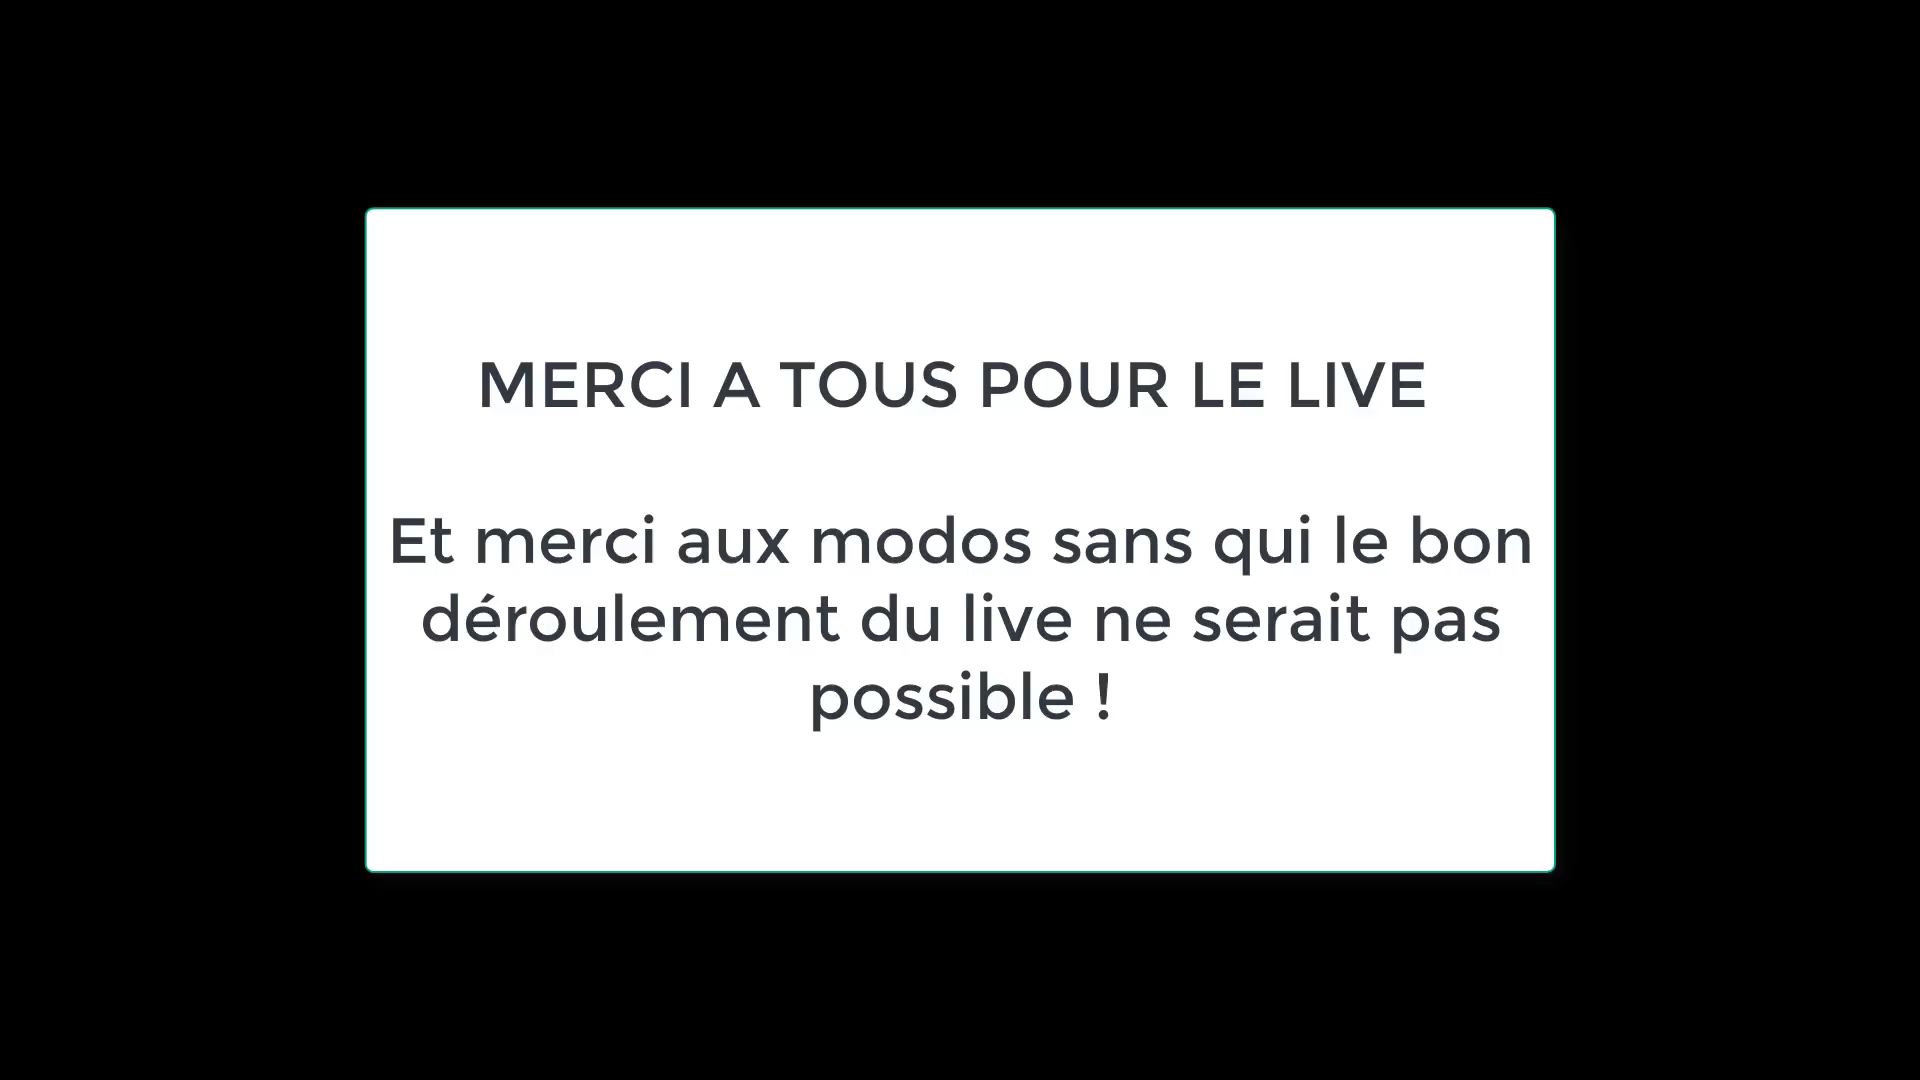 MERCI A TOUS POUR LE LIVE
Et merci aux modos sans qui le bon
déroulement du live ne serait pas
possible !